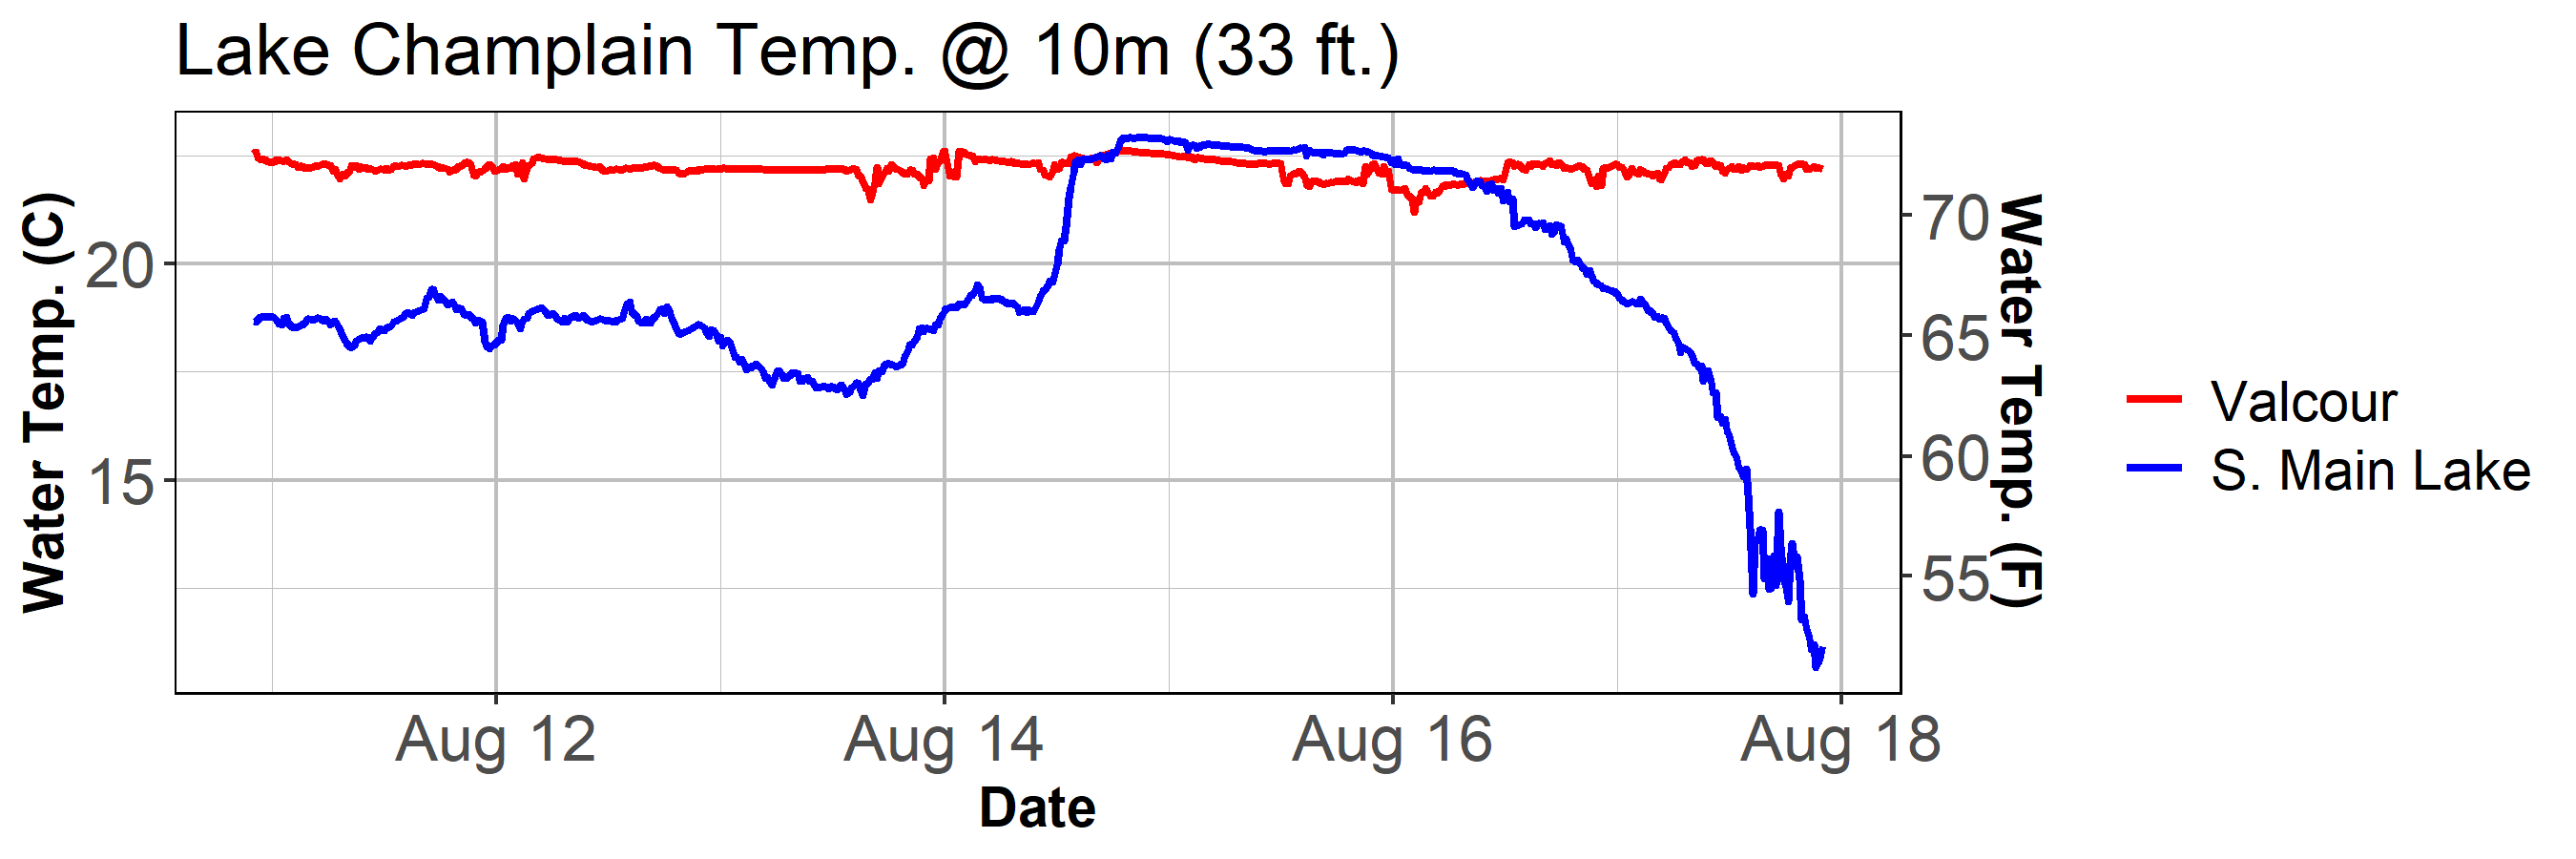 Lake Champlain Temp. @ 10m (33 ft.)
Water Temp. (C)
20
15
70
65
60
55
Water Temp. (F)
Aug 12
Aug 14
Aug 16
Aug 18
Date
Valcour
S. Main Lake